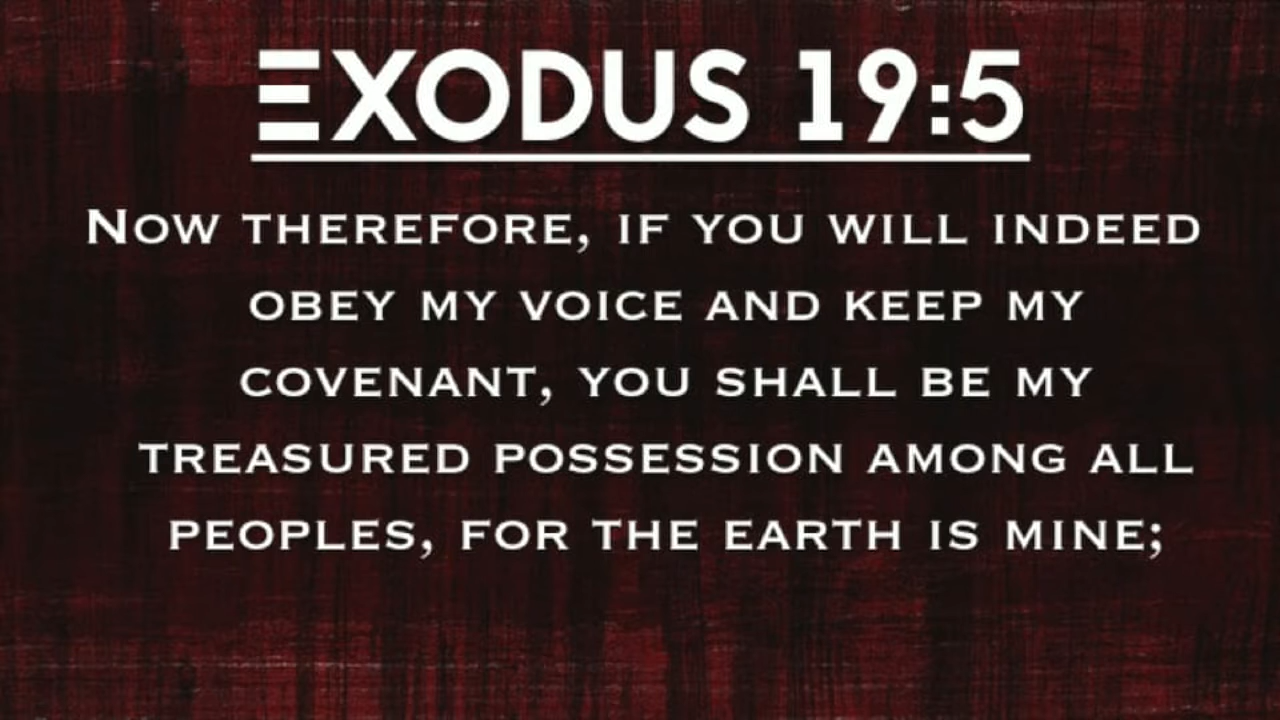 EXODUS 19:5
NOW THEREFORE, IF YOU WILL INDEED
OBEY MY VOICE AND KEEP MY
COVENANT, YOU SHALL BE MY
TREASURED POSSESSION AMONG ALL
PEOPLES, FOR THE EARTH IS MINE;